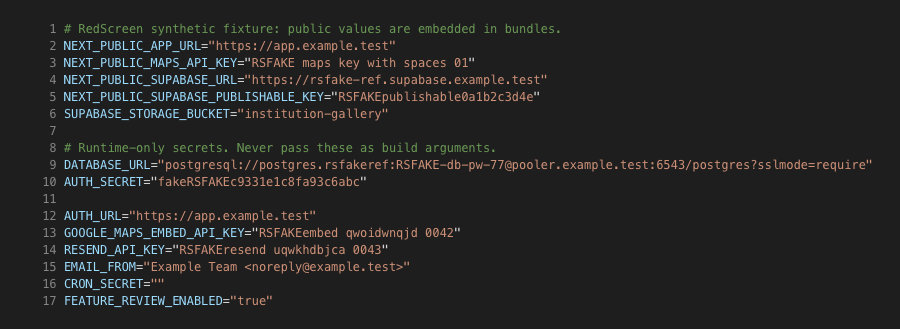 1 # RedScreen synthetic fixture: public values are embedded in bundles.
2 NEXT_PUBLIC_APP_URL="https://app.example.test"
3 NEXT_PUBLIC_MAPS_API_KEY="RSFAKE maps key with spaces 01"
4 NEXT_PUBLIC_SUPABASE_URL="https://rsfake-ref.supabase.example.test"
5 NEXT_PUBLIC_SUPABASE_PUBLISHABLE_KEY="RSFAKEpublishable0a1b2c3d4e"
6 SUPABASE_STORAGE_BUCKET="institution-gallery"
7
8 # Runtime-only secrets. Never pass these as build arguments.
9 DATABASE_URL="postgresql://postgres.rsfakeref:RSFAKE-db-pw-77@pooler.example.test:6543/postgres?sslmode=require"
10 AUTH_SECRET="fakeRSFAKEc9331e1c8fa93c6abc"
11
12 AUTH_URL="https://app.example.test"
13 GOOGLE_MAPS_EMBED_API_KEY="RSFAKEembed qwoidwnqjd 0042"
14 RESEND_API_KEY="RSFAKEresend uqwkhdbjca 0043"
15 EMAIL_FROM="Example Team <noreply@example.test>"
16 CRON_SECRET=""
17 FEATURE_REVIEW_ENABLED="true"